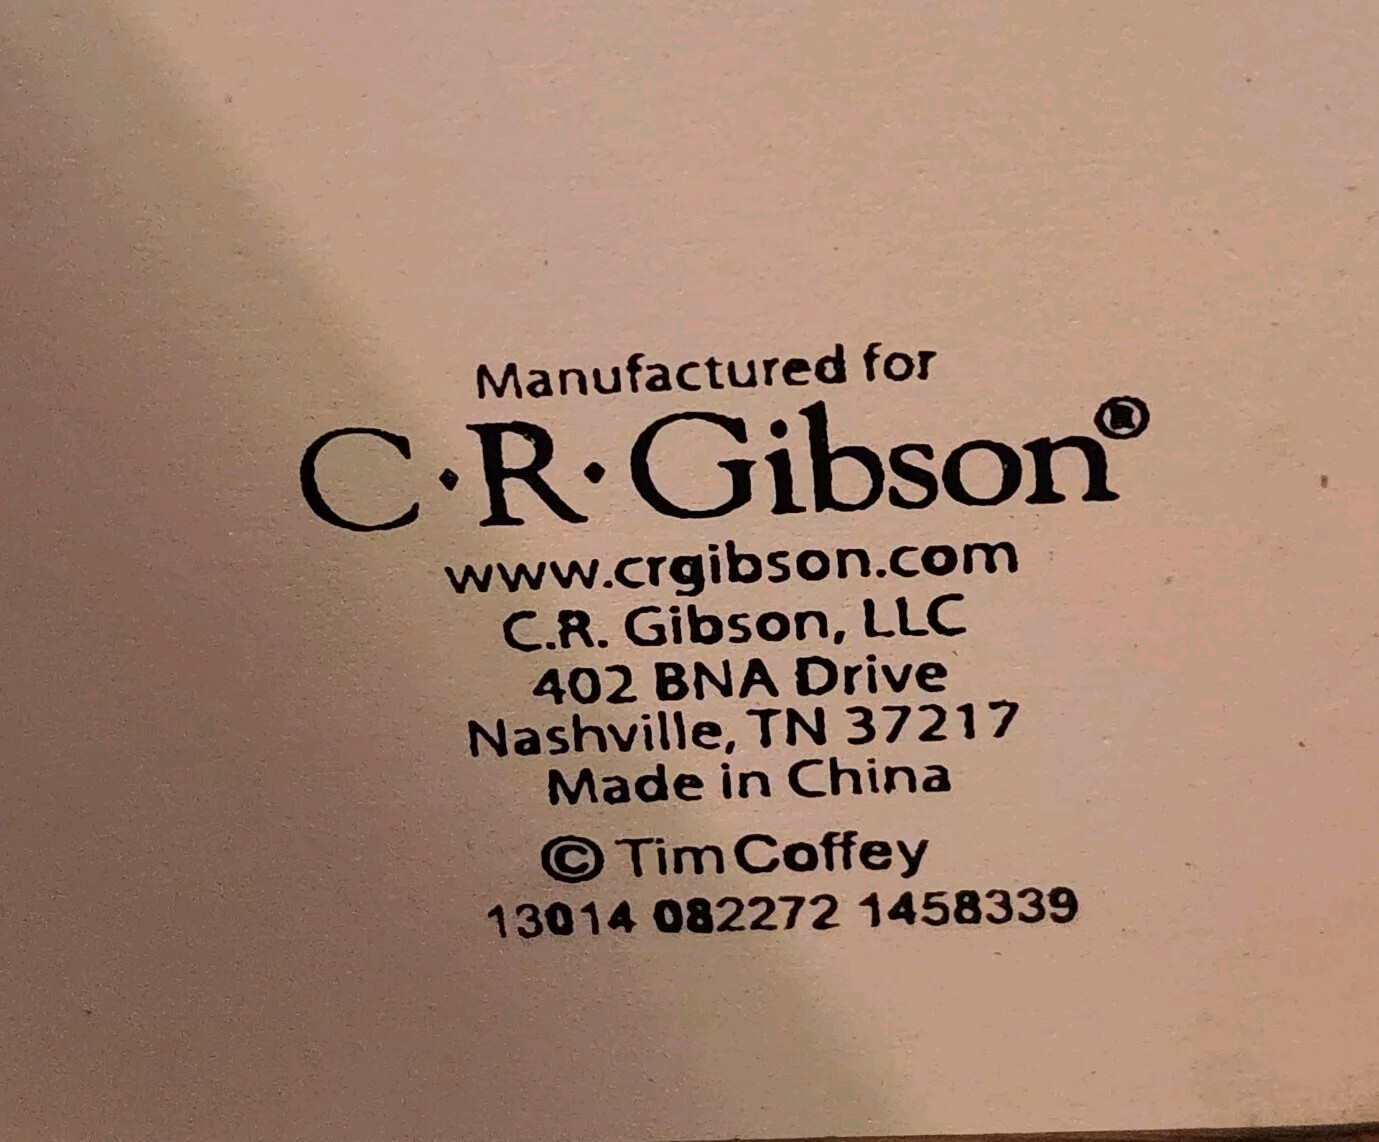 Manufactured for
C·R·Gibson®
www.crgibson.com
C.R. Gibson, LLC
402 BNA Drive
Nashville, TN 37217
Made in China
© Tim Coffey
13014 082272 1458339